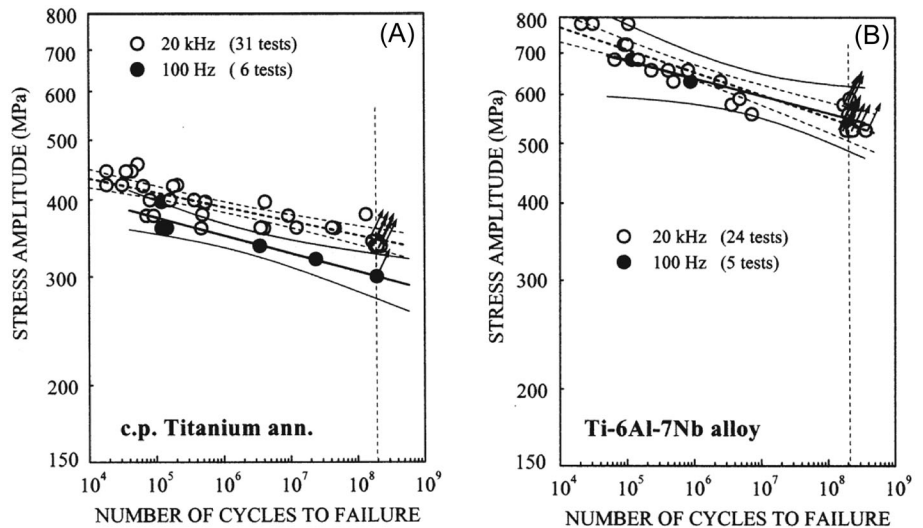 (A)
○ 20 kHz (31 tests)
● 100 Hz ( 6 tests)
800
700
600
500
400
300
200
150
STRESS AMPLITUDE (MPa)
c.p. Titanium ann.
10^4 10^5 10^6 10^7 10^8 10^9
NUMBER OF CYCLES TO FAILURE
(B)
800
700
600
500
400
300
200
150
STRESS AMPLITUDE (MPa)
○ 20 kHz (24 tests)
● 100 Hz (5 tests)
Ti-6Al-7Nb alloy
10^4 10^5 10^6 10^7 10^8 10^9
NUMBER OF CYCLES TO FAILURE